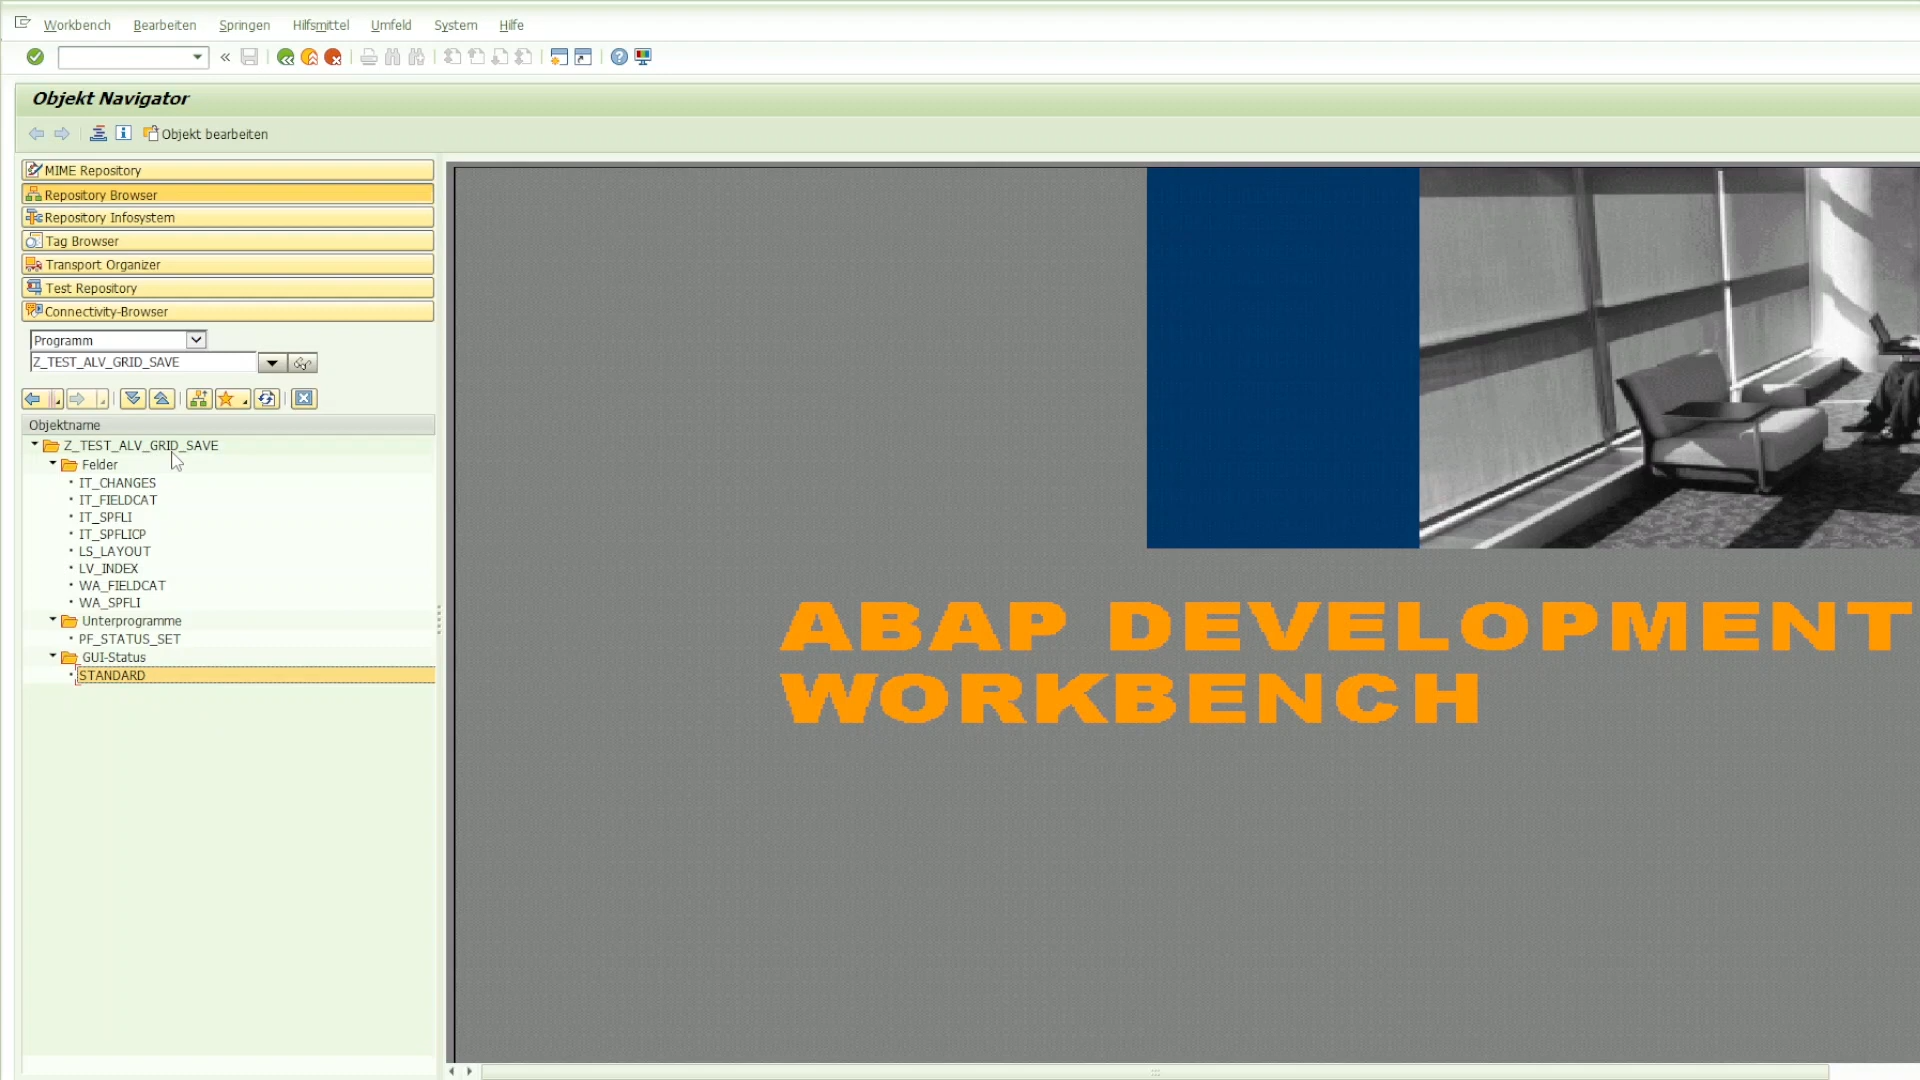 Workbench Bearbeiten Springen Hilfsmittel Umfeld System Hilfe
Objekt Navigator
Objekt bearbeiten
MIME Repository
Repository Browser
Repository Infosystem
Tag Browser
Transport Organizer
Test Repository
Connectivity-Browser
Programm
Z_TEST_ALV_GRID_SAVE
Objektname
Z_TEST_ALV_GRID_SAVE
Felder
IT_CHANGES
IT_FIELDCAT
IT_SPFLI
IT_SPFLICP
LS_LAYOUT
LV_INDEX
WA_FIELDCAT
WA_SPFLI
Unterprogramme
PF_STATUS_SET
GUI-Status
STANDARD
ABAP DEVELOPMENT
WORKBENCH